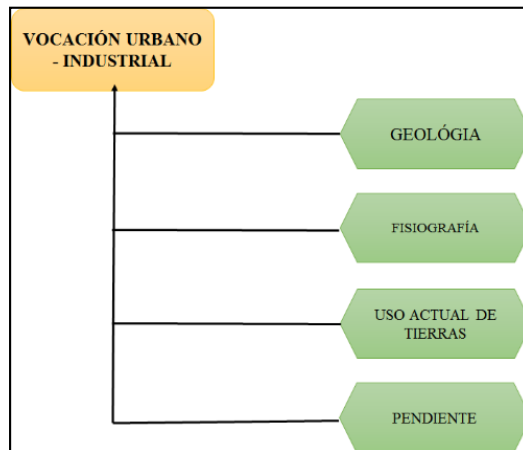 VOCACIÓN URBANO
- INDUSTRIAL
GEOLÓGIA
FISIOGRAFÍA
USO ACTUAL DE
TIERRAS
PENDIENTE